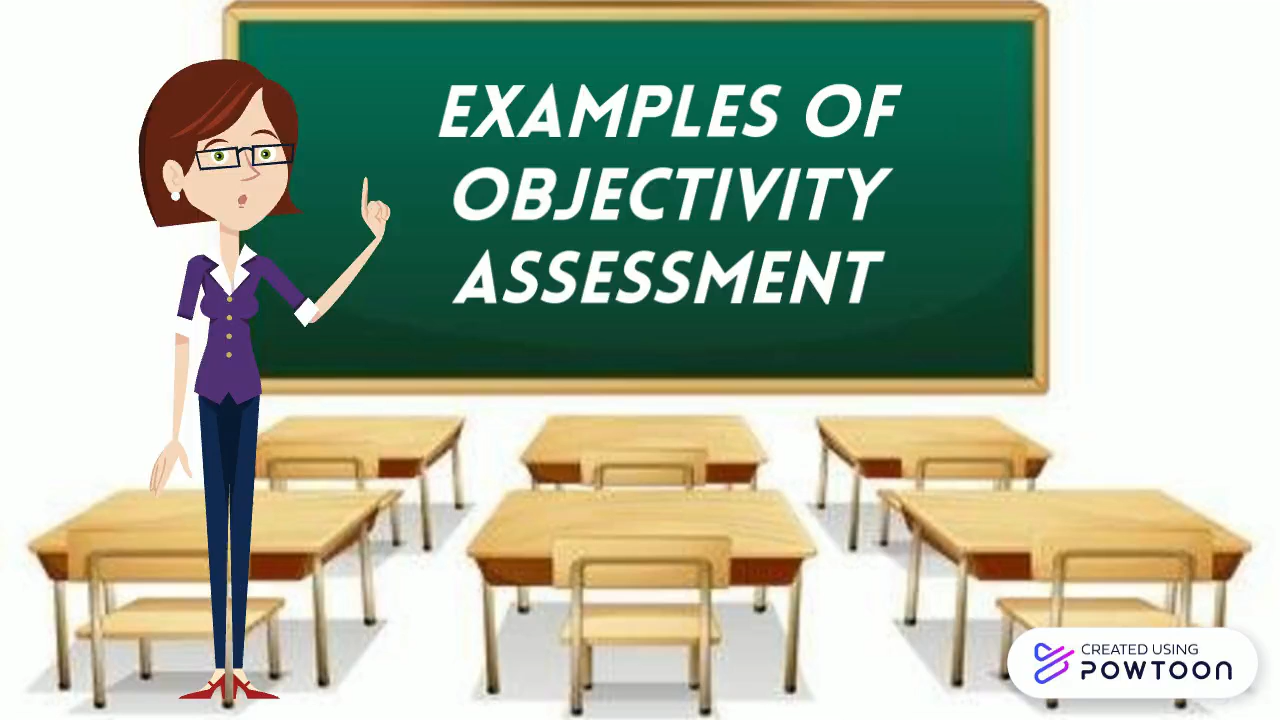 EXAMPLES OF
OBJECTIVITY
ASSESSMENT
CREATED USING
POWTOON